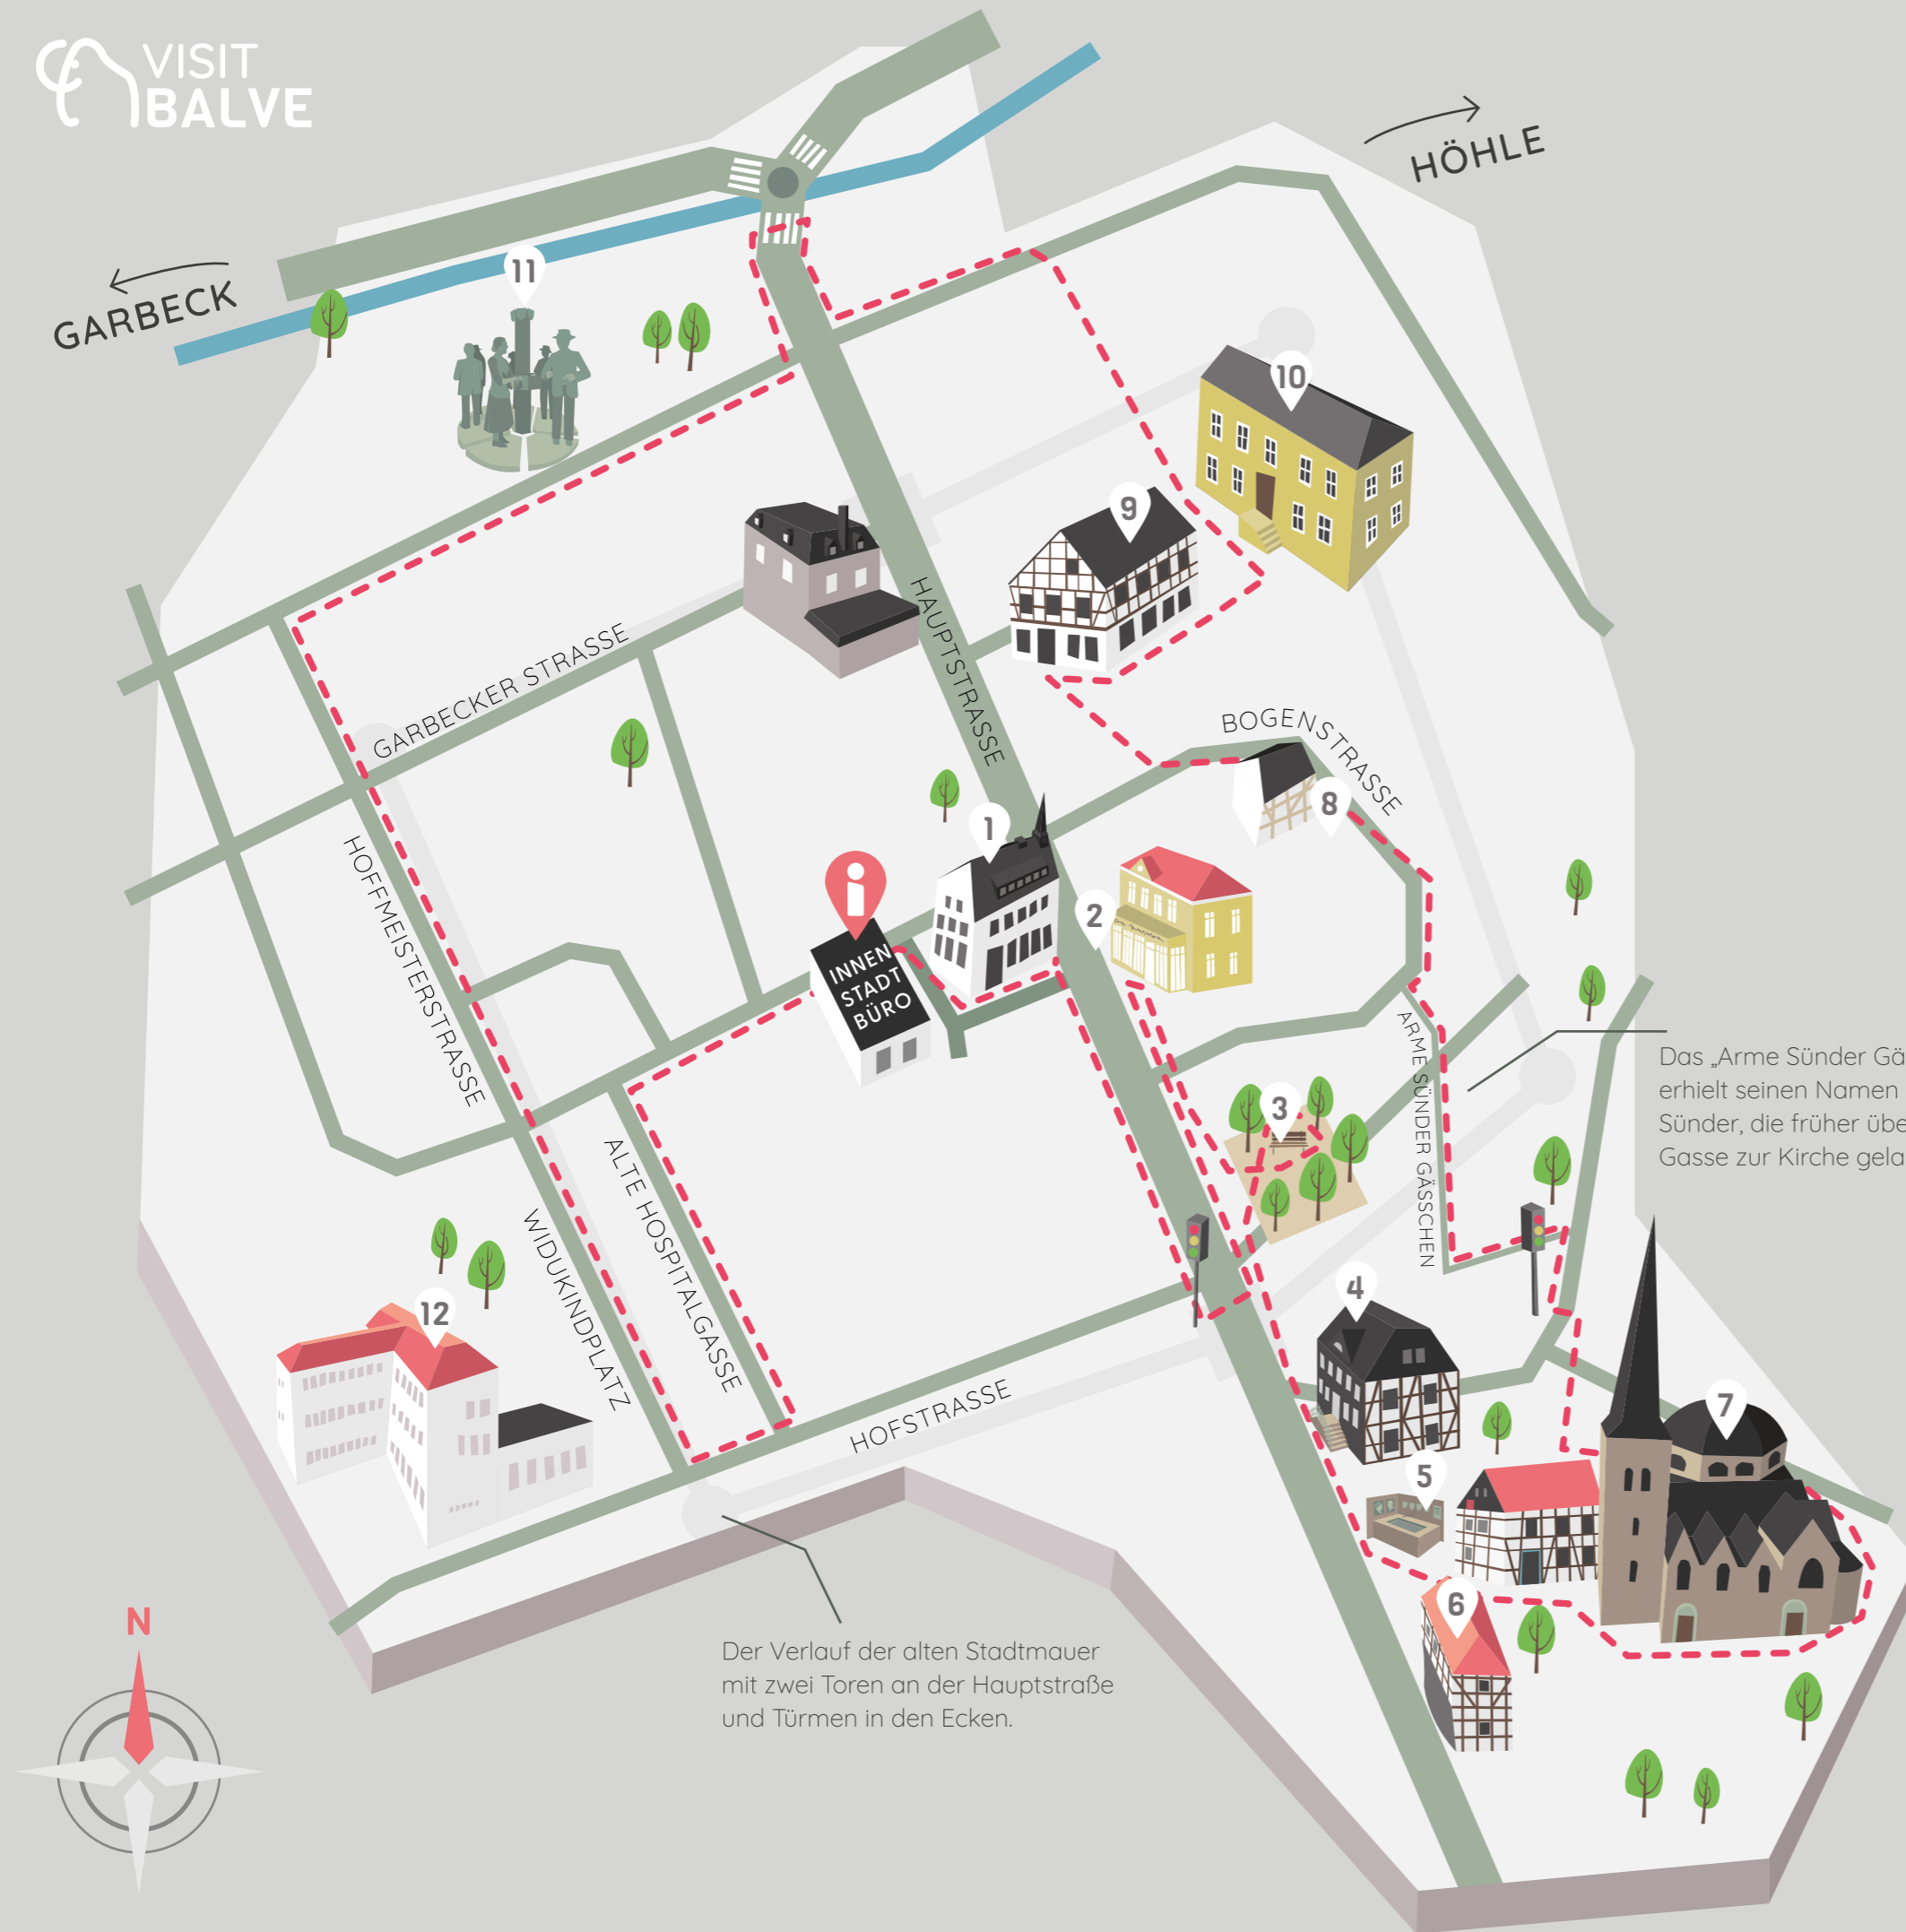 VISIT
BALVE
HÖHLE
GARBECK
11
10
9
HAUPTSTRASSE
GARBECKER STRASSE
BOGENSTRASSE
8
1
2
HOFFMEISTERSTRASSE
INNEN
STADT
BÜRO
ARME SÜNDER GÄSSCHEN
Das „Arme Sünder Gä
erhielt seinen Namen
Sünder, die früher übe
Gasse zur Kirche gela
3
ALTE HOSPITALGASSE
WIDUKINDPLATZ
4
12
HOFSTRASSE
7
5
6
N
Der Verlauf der alten Stadtmauer
mit zwei Toren an der Hauptstraße
und Türmen in den Ecken.